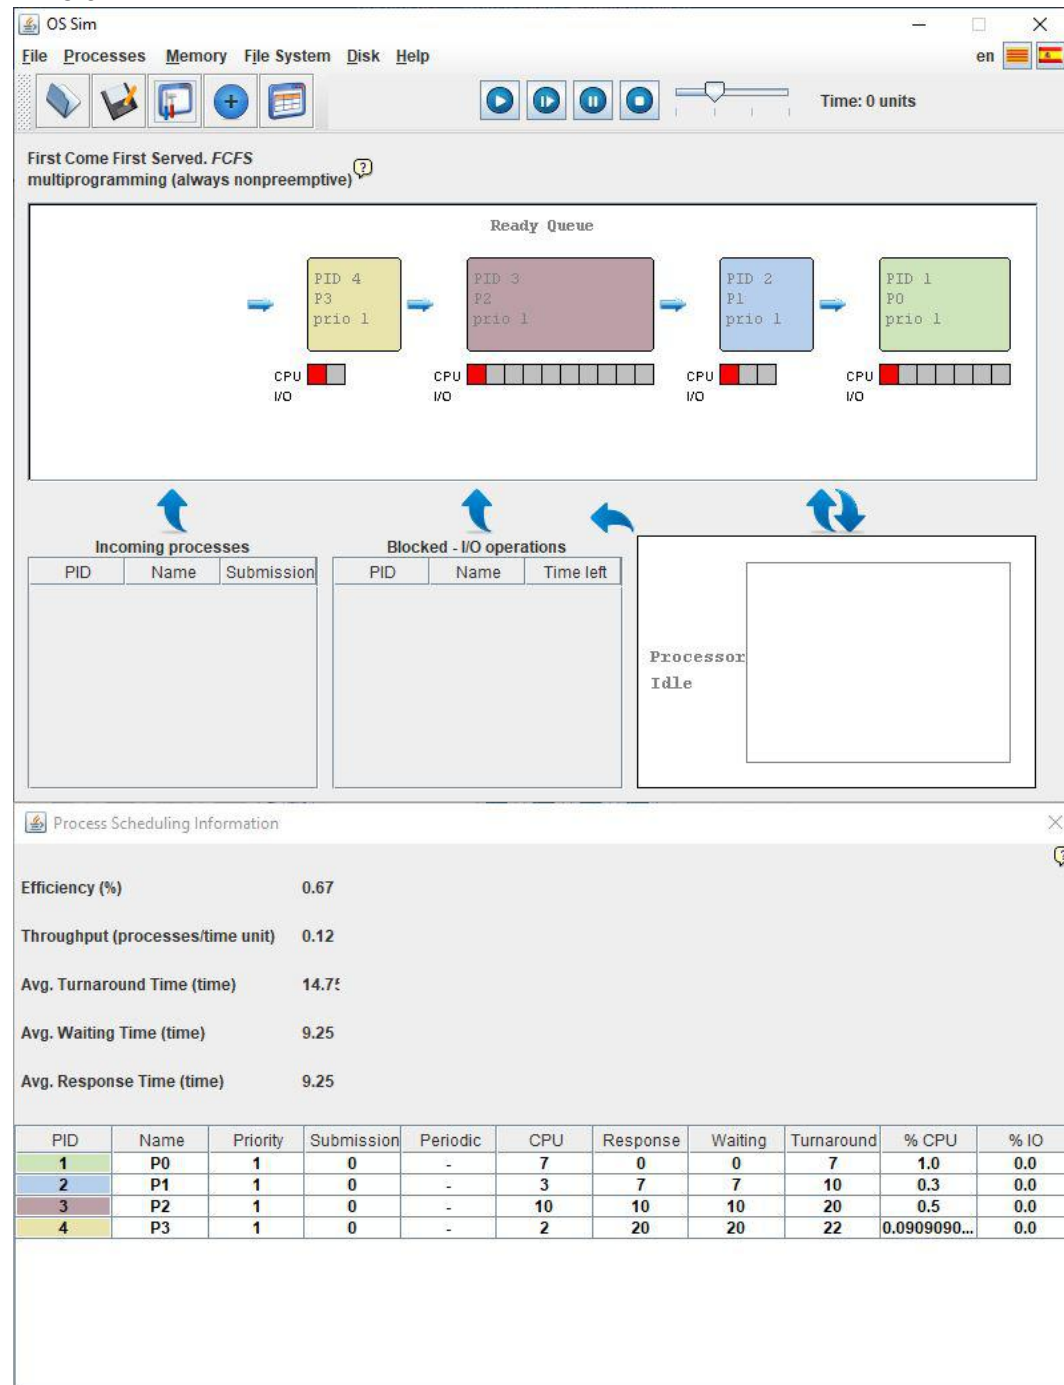 OS Sim
File Processes Memory File System Disk Help en
Time: 0 units
First Come First Served. FCFS
multiprogramming (always nonpreemptive) ?
Ready Queue
PID 4
P3
prio 1
CPU
I/O
PID 3
P2
prio 1
CPU
I/O
PID 2
P1
prio 1
CPU
I/O
PID 1
P0
prio 1
CPU
I/O
Incoming processes
PID Name Submission
Blocked - I/O operations
PID Name Time left
Processor
Idle
Process Scheduling Information
?
Efficiency (%) 0.67
Throughput (processes/time unit) 0.12
Avg. Turnaround Time (time) 14.75
Avg. Waiting Time (time) 9.25
Avg. Response Time (time) 9.25
PID Name Priority Submission Periodic CPU Response Waiting Turnaround % CPU % IO
1 P0 1 0 - 7 0 0 7 1.0 0.0
2 P1 1 0 - 3 7 7 10 0.3 0.0
3 P2 1 0 - 10 10 10 20 0.5 0.0
4 P3 1 0 - 2 20 20 22 0.0909090... 0.0